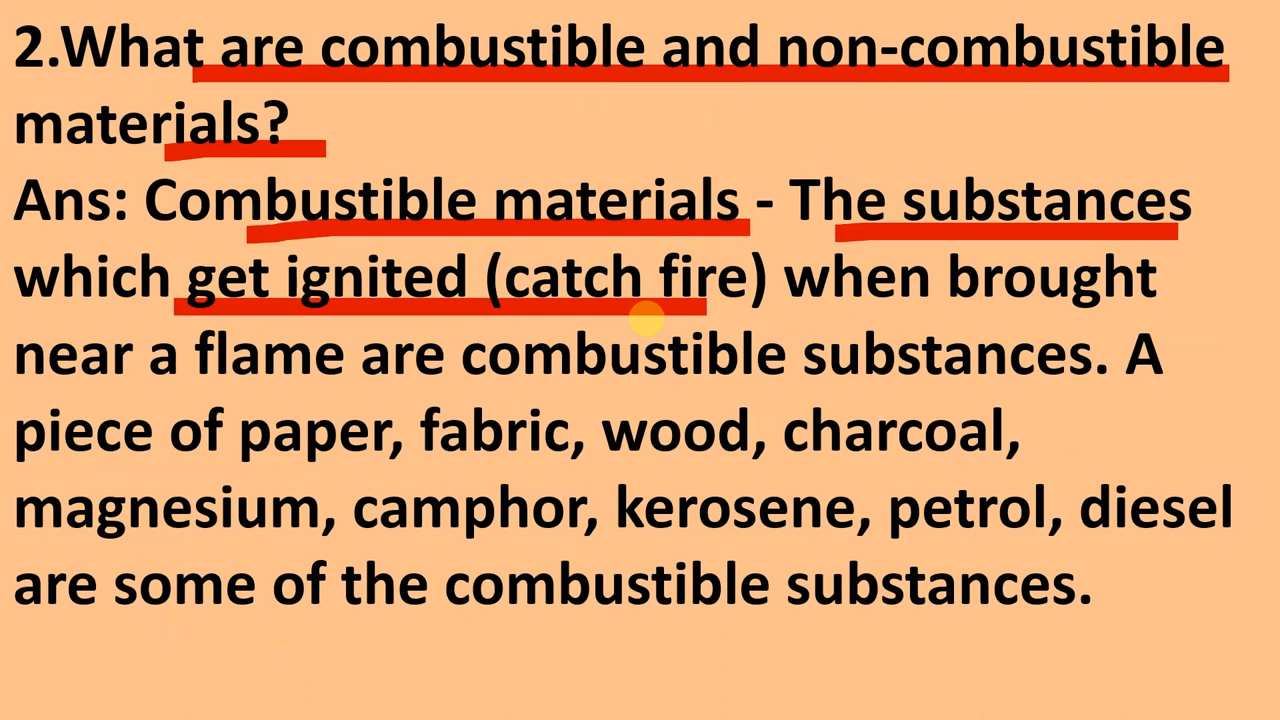 2.What are combustible and non-combustible
materials?
Ans: Combustible materials - The substances
which get ignited (catch fire) when brought
near a flame are combustible substances. A
piece of paper, fabric, wood, charcoal,
magnesium, camphor, kerosene, petrol, diesel
are some of the combustible substances.